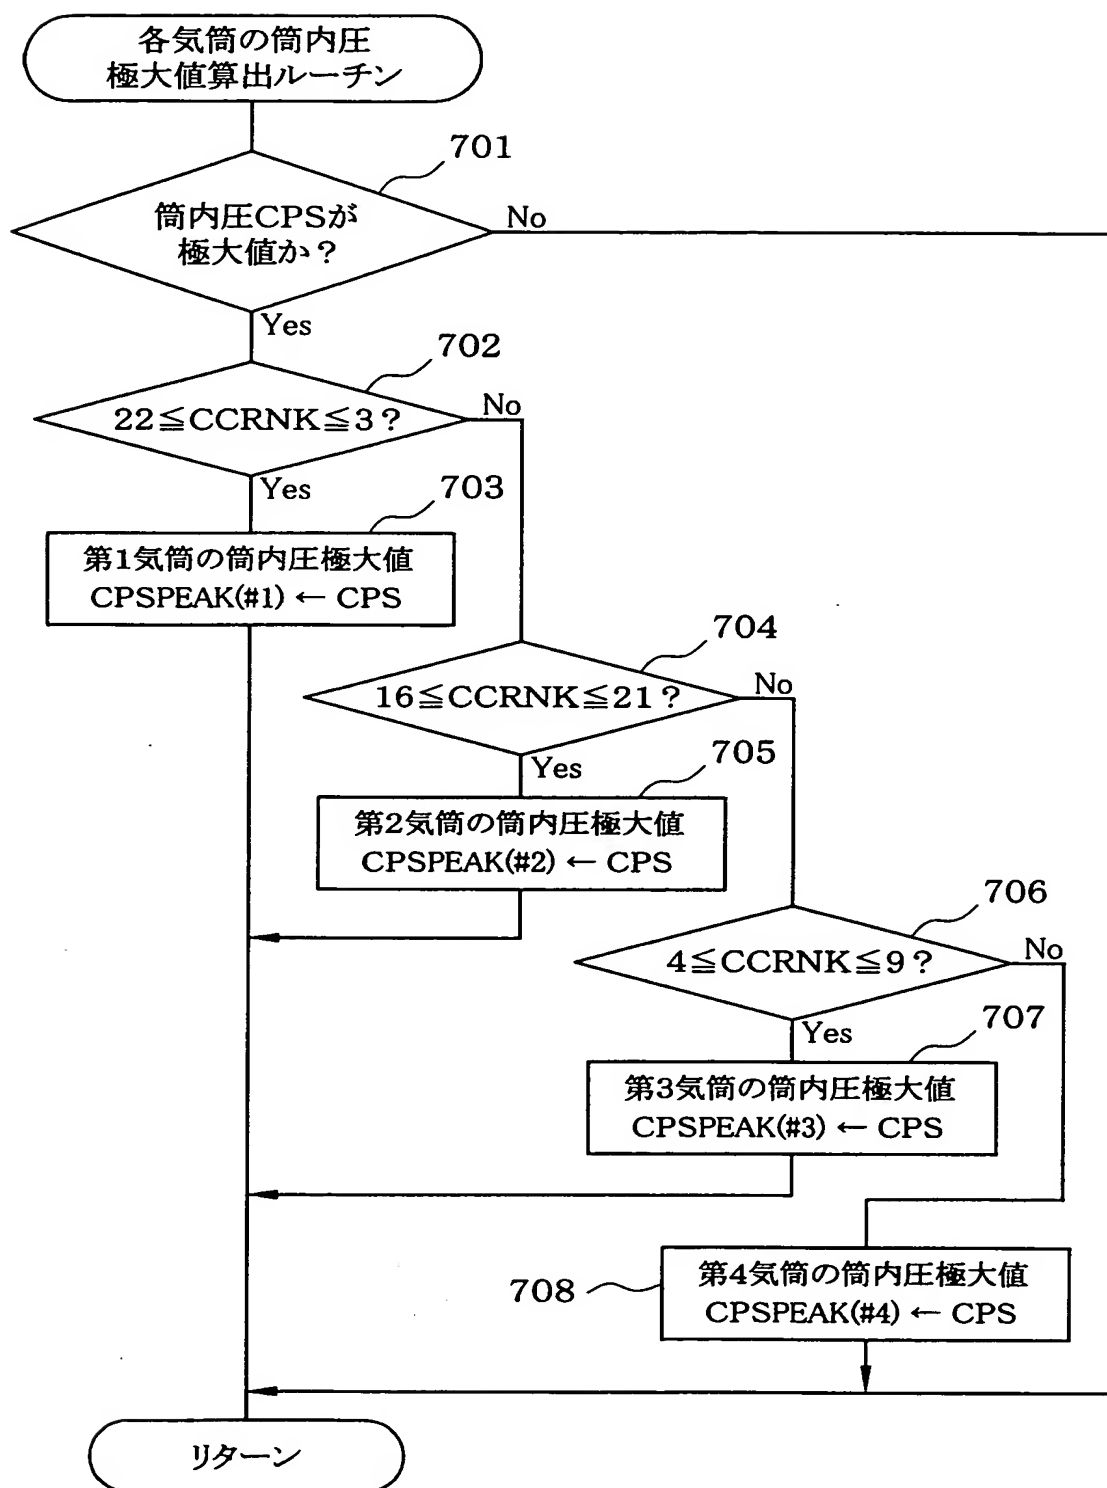 各気筒の筒内圧
極大値算出ルーチン
701
筒内圧CPSが
極大値か？
No
Yes
702
22≦CCRNK≦3？
No
Yes
703
第1気筒の筒内圧極大値
CPSPEAK(#1) ← CPS
704
16≦CCRNK≦21？
No
Yes
705
第2気筒の筒内圧極大値
CPSPEAK(#2) ← CPS
706
4≦CCRNK≦9？
No
Yes
707
第3気筒の筒内圧極大値
CPSPEAK(#3) ← CPS
708
第4気筒の筒内圧極大値
CPSPEAK(#4) ← CPS
リターン